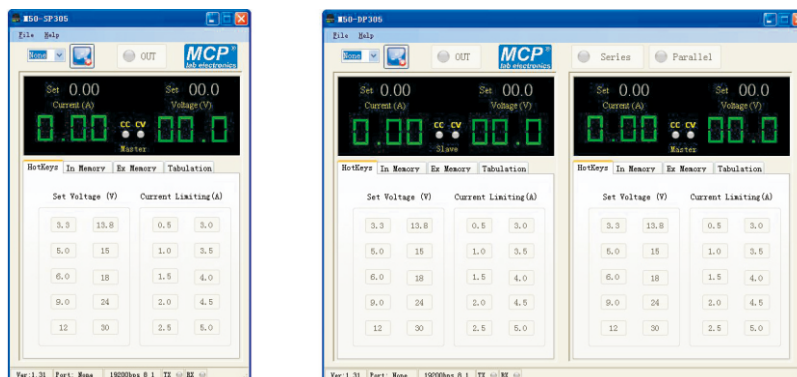 M50-SP305
File Help
None OUT MCP®
lab electronics
Set 0.00 Set 00.0
Current (A) Voltage (V)
0.00 CC CV 00.0
Master
HotKeys In Memory Ex Memory Tabulation
Set Voltage (V) Current Limiting(A)
3.3 13.8 0.5 3.0
5.0 15 1.0 3.5
6.0 18 1.5 4.0
9.0 24 2.0 4.5
12 30 2.5 5.0
Ver:1.31 Port: None 19200bps 8 1 TX RX
M50-DP305
File Help
None OUT MCP®
lab electronics
Series Parallel
Set 0.00 Set 00.0
Current (A) Voltage (V)
0.00 CC CV 00.0
Slave
HotKeys In Memory Ex Memory Tabulation
Set Voltage (V) Current Limiting(A)
3.3 13.8 0.5 3.0
5.0 15 1.0 3.5
6.0 18 1.5 4.0
9.0 24 2.0 4.5
12 30 2.5 5.0
Set 0.00 Set 00.0
Current (A) Voltage (V)
0.00 CC CV 00.0
Master
HotKeys In Memory Ex Memory Tabulation
Set Voltage (V) Current Limiting(A)
3.3 13.8 0.5 3.0
5.0 15 1.0 3.5
6.0 18 1.5 4.0
9.0 24 2.0 4.5
12 30 2.5 5.0
Ver:1.31 Port: None 19200bps 8 1 TX RX